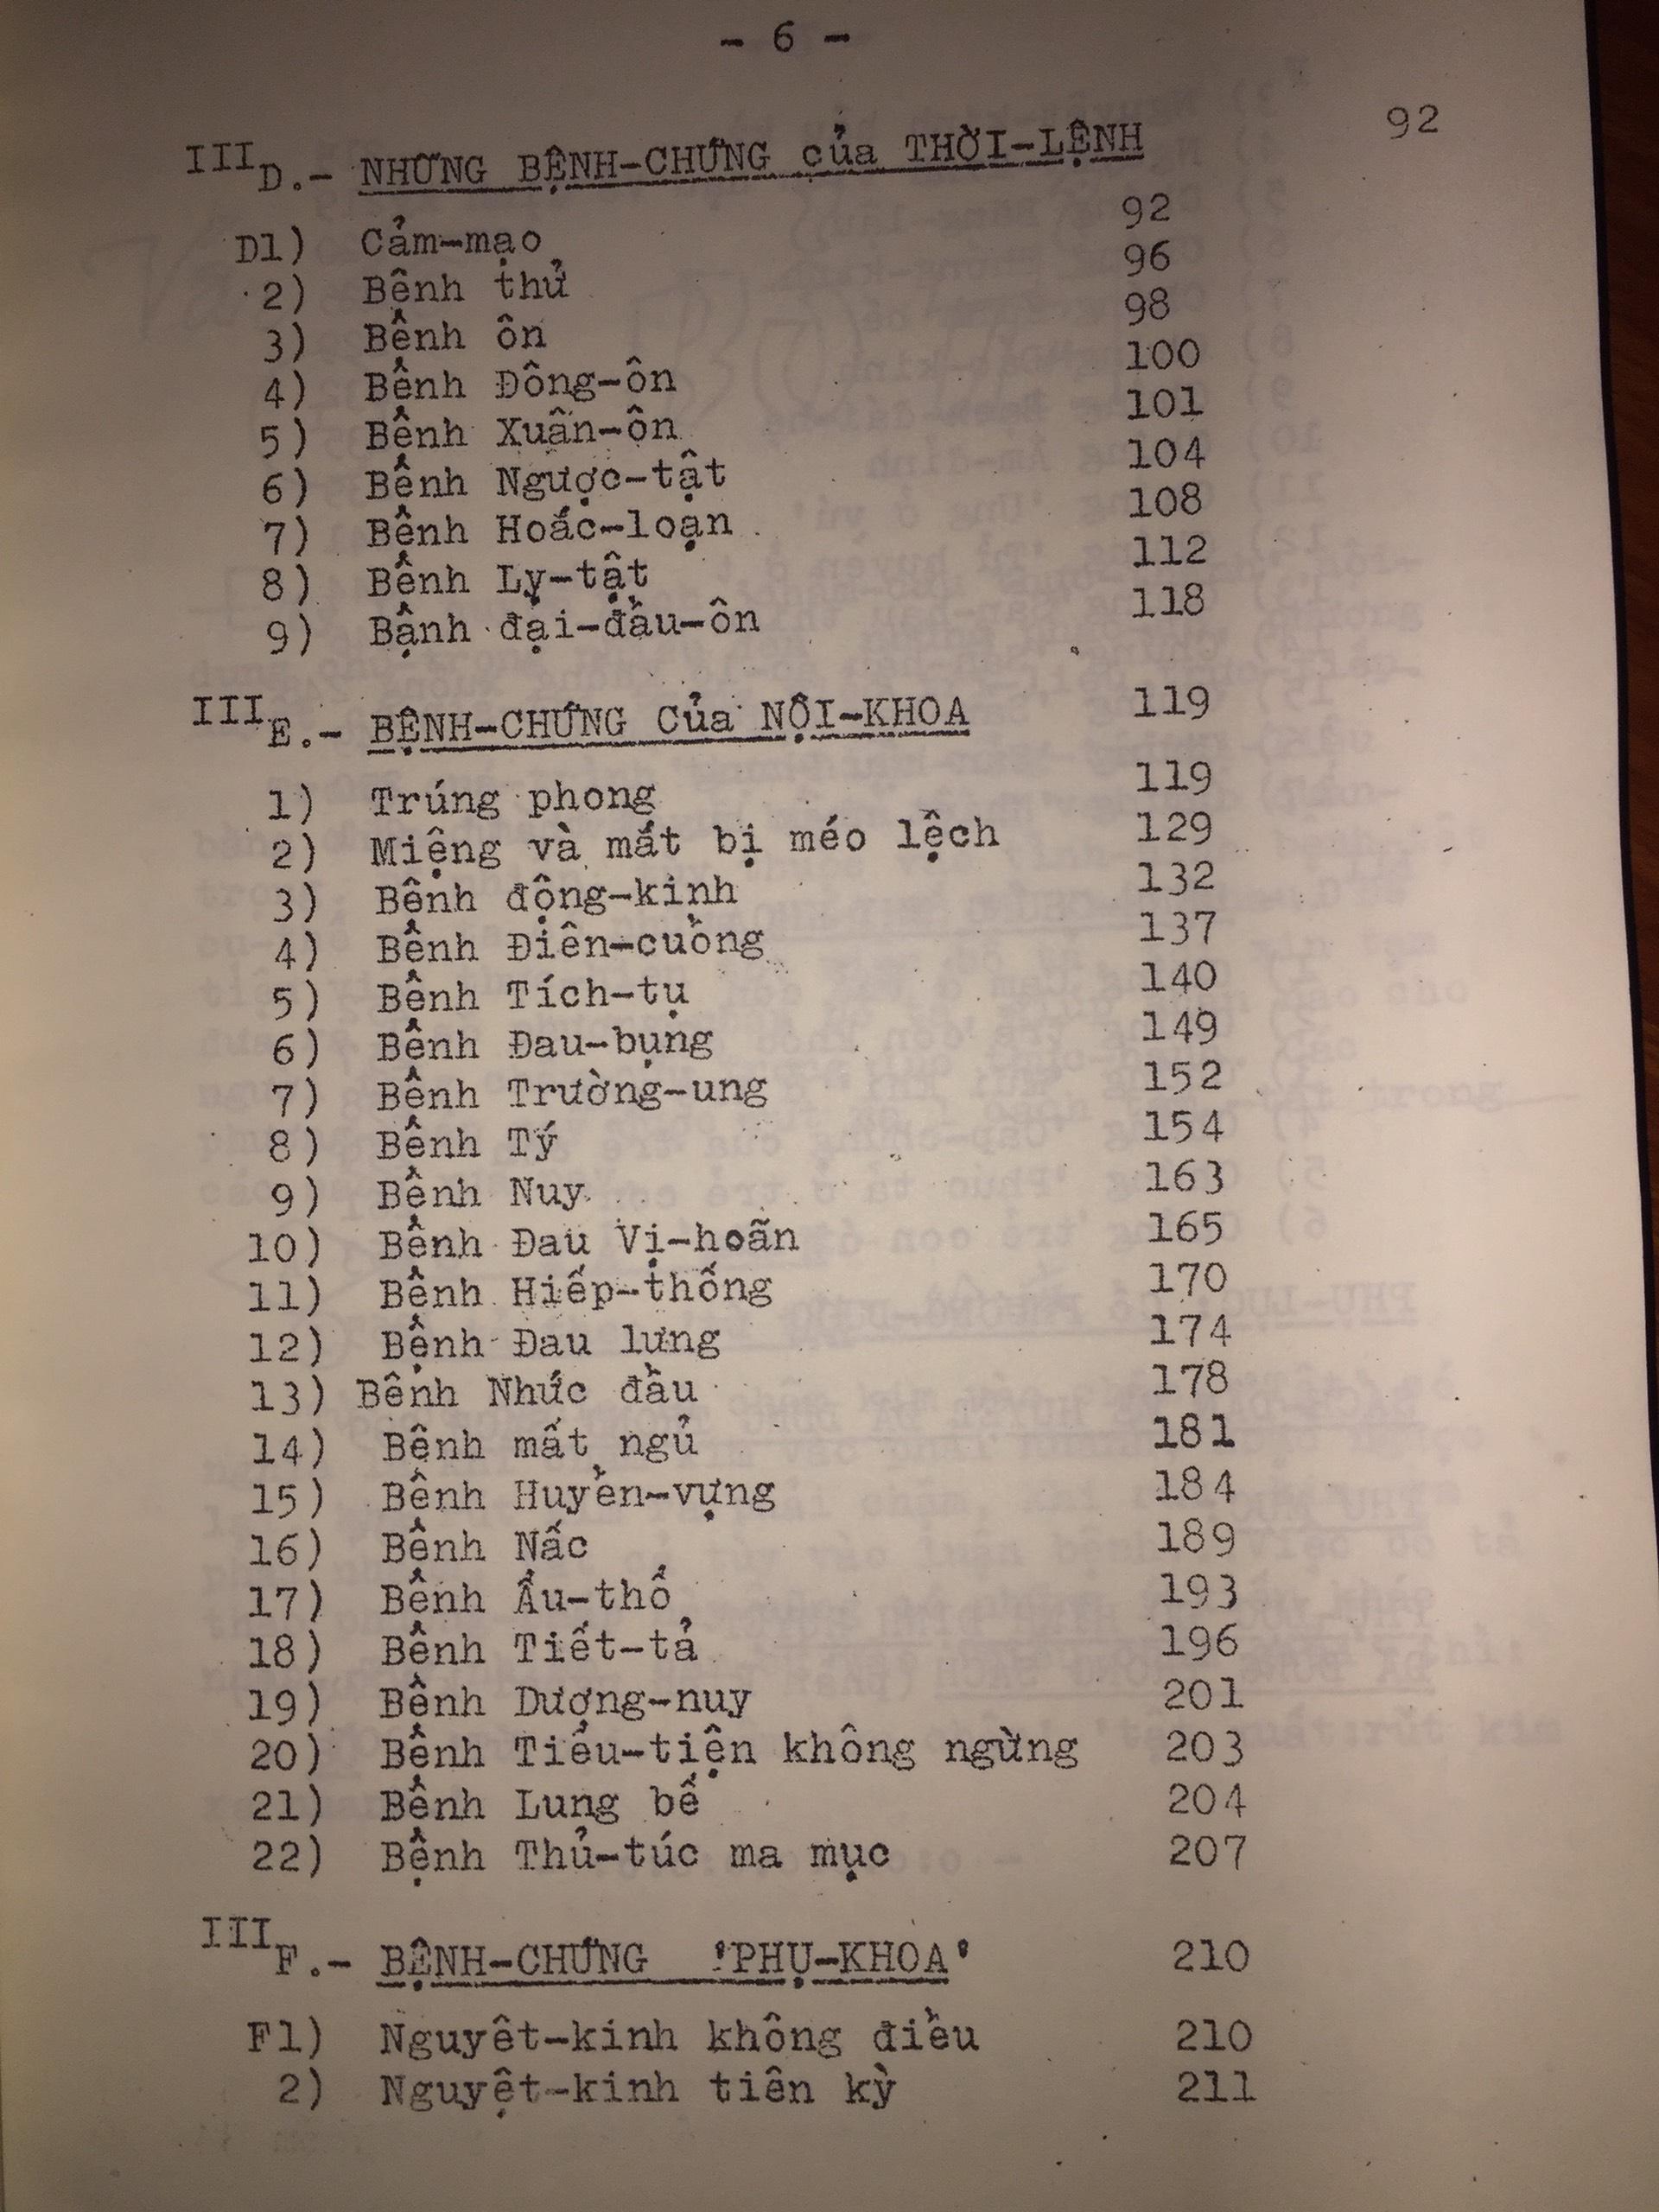 - 6 -
III D.- NHỮNG BỆNH-CHỨNG của THỜI-LỆNH 92
D1) Cảm-mạo 92
2) Bệnh thử 96
3) Bệnh ôn 98
4) Bệnh Đông-ôn 100
5) Bệnh Xuân-ôn 101
6) Bệnh Ngược-tật 104
7) Bệnh Hoắc-loạn 108
8) Bệnh Lỵ-tật 112
9) Bậnh đại-đầu-ôn 118
III E.- BỆNH-CHỨNG Của NỘI-KHOA 119
1) Trúng phong 119
2) Miệng và mắt bị méo lệch 129
3) Bệnh động-kinh 132
4) Bệnh Điên-cuồng 137
5) Bệnh Tích-tụ 140
6) Bệnh Đau-bụng 149
7) Bệnh Trường-ung 152
8) Bệnh Tý 154
9) Bệnh Nuy 163
10) Bệnh Đau Vị-hoãn 165
11) Bệnh Hiếp-thống 170
12) Bệnh Đau lưng 174
13) Bệnh Nhức đầu 178
14) Bệnh mất ngủ 181
15) Bệnh Huyền-vựng 184
16) Bệnh Nấc 189
17) Bệnh Ẩu-thổ 193
18) Bệnh Tiết-tả 196
19) Bệnh Dương-nuy 201
20) Bệnh Tiểu-tiện không ngừng 203
21) Bệnh Lung bế 204
22) Bệnh Thủ-túc ma mục 207
III F.- BỆNH-CHỨNG 'PHỤ-KHOA' 210
F1) Nguyêt-kinh không điều 210
2) Nguyệt-kinh tiên kỳ 211